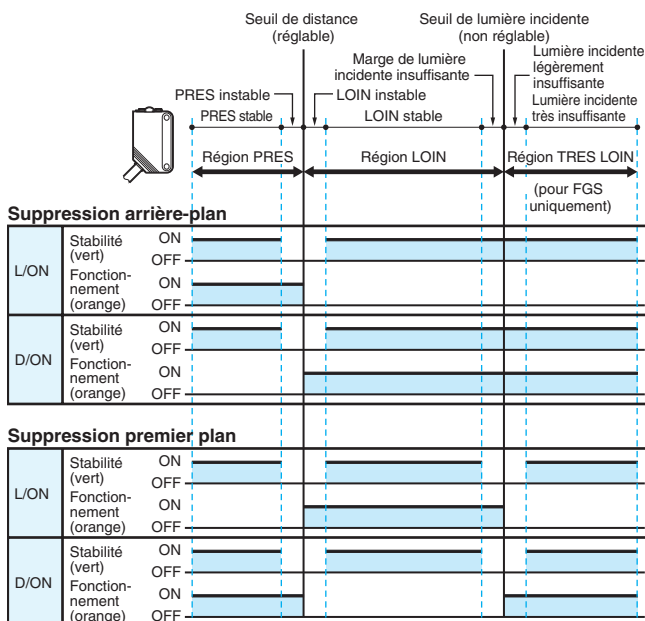 Seuil de distance
(réglable)
Seuil de lumière incidente
(non réglable)
Marge de lumière
incidente insuffisante
Lumière incidente
légèrement
insuffisante
PRES instable
LOIN instable
Lumière incidente
très insuffisante
PRES stable
LOIN stable
Région PRES
Région LOIN
Région TRES LOIN
(pour FGS
uniquement)
Suppression arrière-plan
L/ON
Stabilité
(vert)
ON
OFF
Fonction-
nement
(orange)
ON
OFF
D/ON
Stabilité
(vert)
ON
OFF
Fonction-
nement
(orange)
ON
OFF
Suppression premier plan
L/ON
Stabilité
(vert)
ON
OFF
Fonction-
nement
(orange)
ON
OFF
D/ON
Stabilité
(vert)
ON
OFF
Fonction-
nement
(orange)
ON
OFF